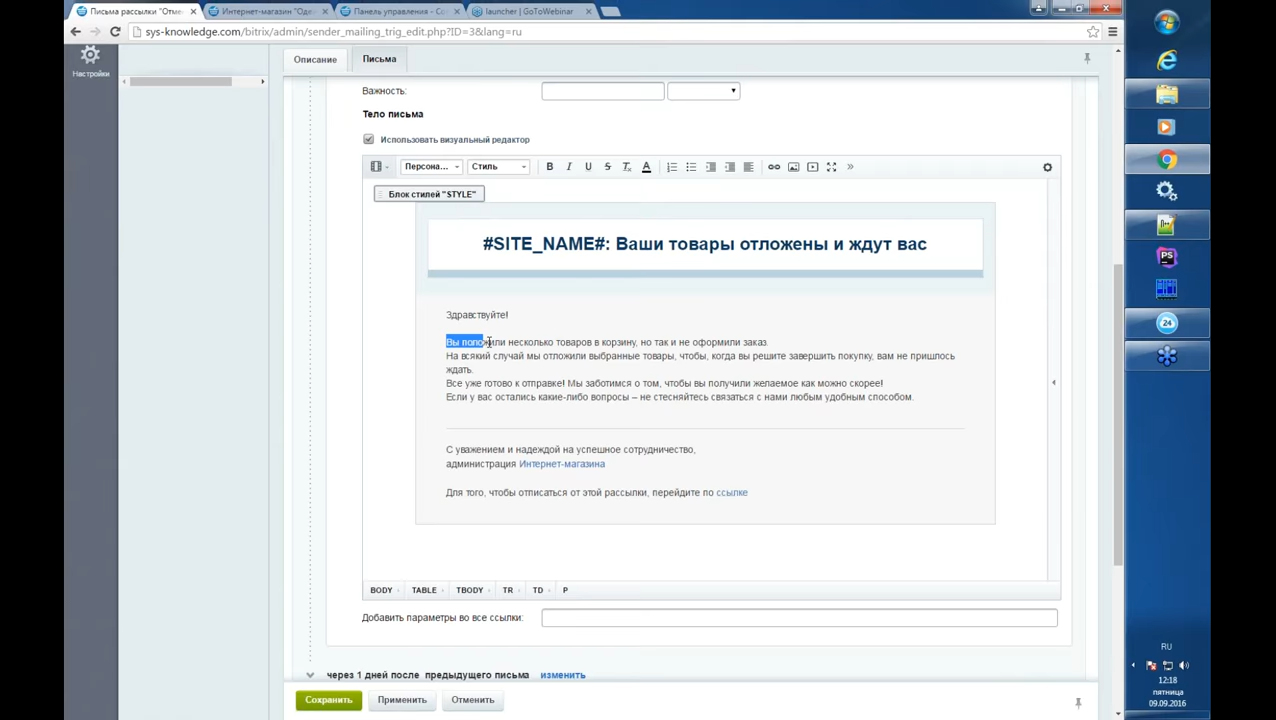 Письма рассылки "Отме
Интернет-магазин "Оде
Панель управления - Со
launcher | GoToWebinar
sys-knowledge.com/bitrix/admin/sender_mailing_trig_edit.php?ID=3&lang=ru
Настройки
Описание
Письма
Важность:
Тело письма
Использовать визуальный редактор
Персона...
Стиль
B I U S Tx A
Блок стилей "STYLE"
#SITE_NAME#: Ваши товары отложены и ждут вас
Здравствуйте!
Вы положили несколько товаров в корзину, но так и не оформили заказ.
На всякий случай мы отложили выбранные товары, чтобы, когда вы решите завершить покупку, вам не пришлось
ждать.
Все уже готово к отправке! Мы заботимся о том, чтобы вы получили желаемое как можно скорее!
Если у вас остались какие-либо вопросы – не стесняйтесь связаться с нами любым удобным способом.
С уважением и надеждой на успешное сотрудничество,
администрация Интернет-магазина
Для того, чтобы отписаться от этой рассылки, перейдите по ссылке
BODY TABLE TBODY TR TD P
Добавить параметры во все ссылки:
через 1 дней после предыдущего письма изменить
Сохранить
Применить
Отменить
PS
24
RU
12:18
пятница
09.09.2016